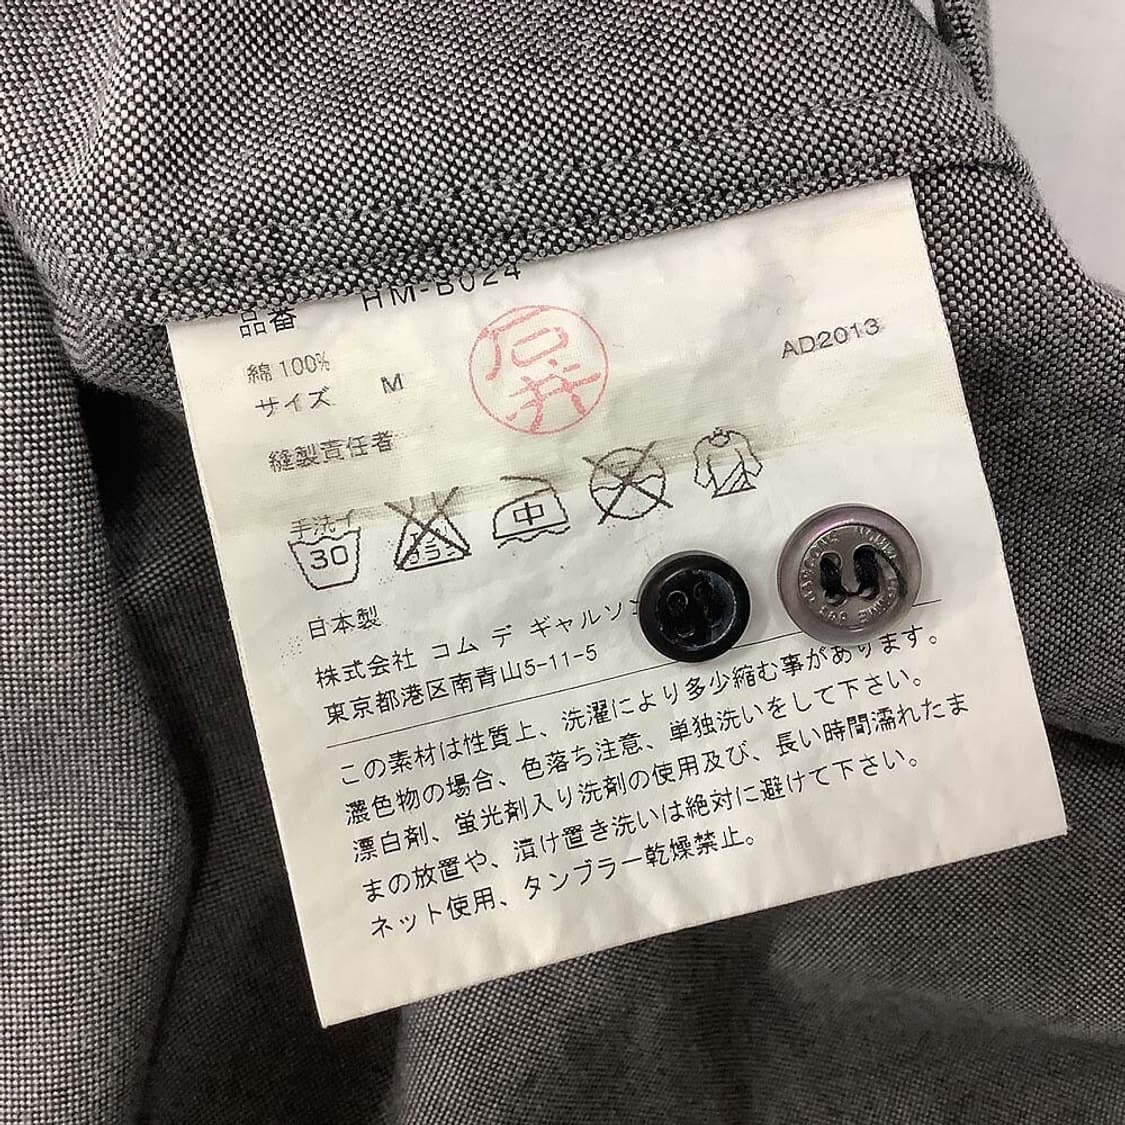 品番 HM-B024
綿 100%
AD2013
サイズ M
石井
縫製責任者
手洗イ
30
中
日本製
株式会社 コム デ ギャルソ
東京都港区南青山5-11-5
この素材は性質上、洗濯により多少縮む事があります。
濃色物の場合、色落ち注意、単独洗いをして下さい。
漂白剤、蛍光剤入り洗剤の使用及び、長い時間濡れたま
まの放置や、漬け置き洗いは絶対に避けて下さい。
ネット使用、タンブラー乾燥禁止。